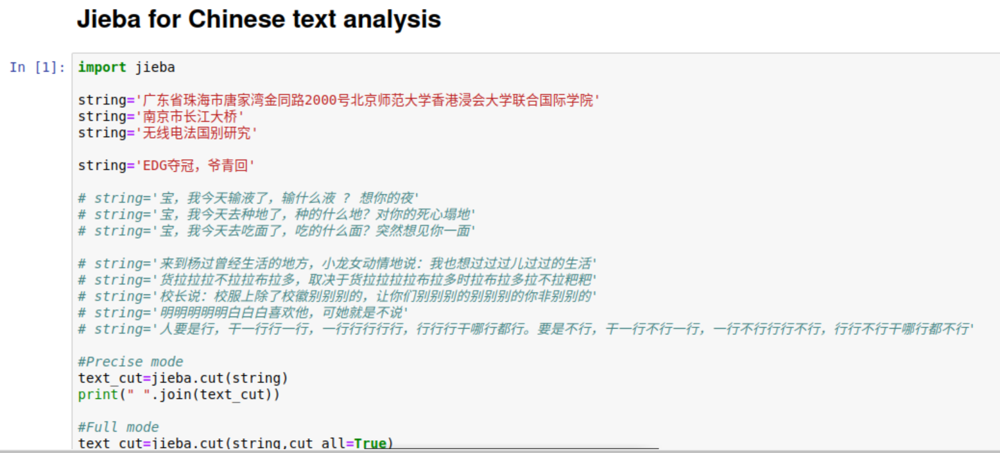 Jieba for Chinese text analysis
In [1]: import jieba
string='广东省珠海市唐家湾金同路2000号北京师范大学香港浸会大学联合国际学院'
string='南京市长江大桥'
string='无线电法国别研究'
string='EDG夺冠，爷青回'
# string='宝，我今天输液了，输什么液 ? 想你的夜'
# string='宝，我今天去种地了，种的什么地？对你的死心塌地'
# string='宝，我今天去吃面了，吃的什么面？突然想见你一面'
# string='来到杨过曾经生活的地方，小龙女动情地说：我也想过过过儿过过的生活'
# string='货拉拉拉不拉拉布拉多，取决于货拉拉拉拉布拉多时拉布拉多拉不拉粑粑'
# string='校长说：校服上除了校徽别别别的，让你们别别别的别别别的你非别别的'
# string='明明明明明白白白喜欢他，可她就是不说'
# string='人要是行，干一行行一行，一行行行行行，行行行干哪行都行。要是不行，干一行不行一行，一行不行行行不行，行行不行干哪行都不行'
#Precise mode
text_cut=jieba.cut(string)
print(" ".join(text_cut))
#Full mode
text_cut=jieba.cut(string,cut_all=True)